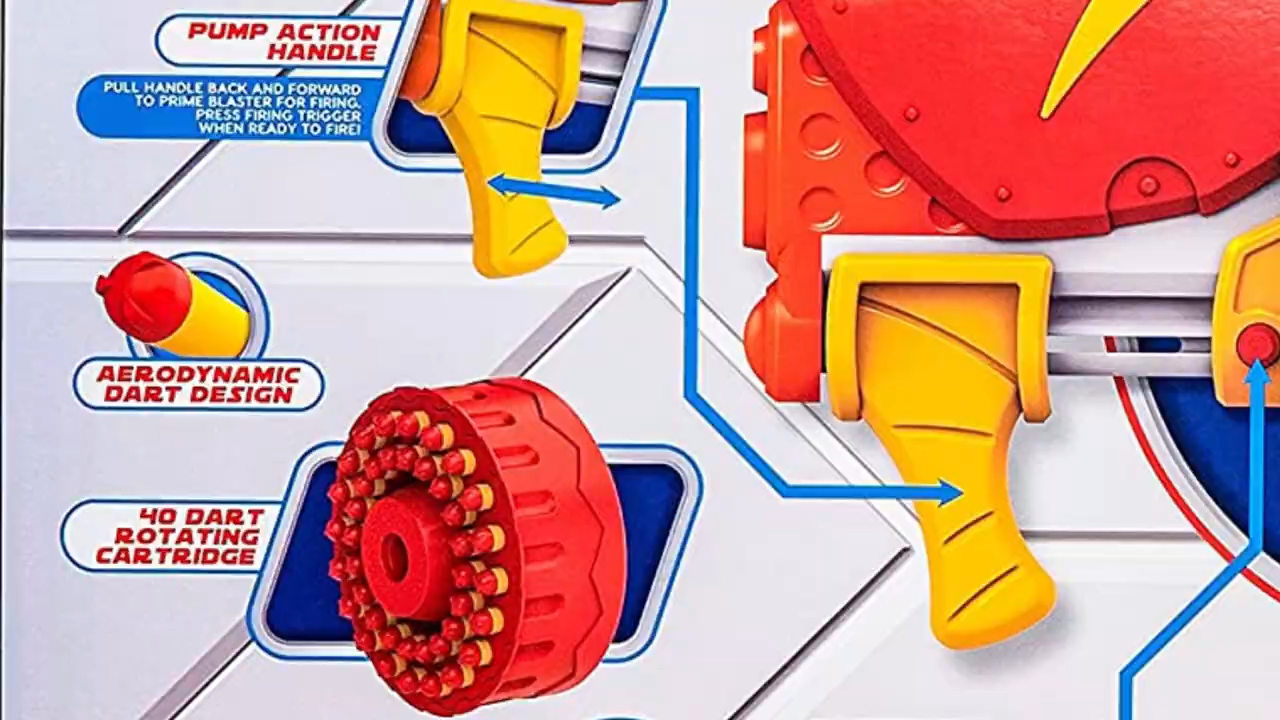 PUMP ACTION
HANDLE
PULL HANDLE BACK AND FORWARD
TO PRIME BLASTER FOR FIRING.
PRESS FIRING TRIGGER
WHEN READY TO FIRE!
AERODYNAMIC
DART DESIGN
40 DART
ROTATING
CARTRIDGE